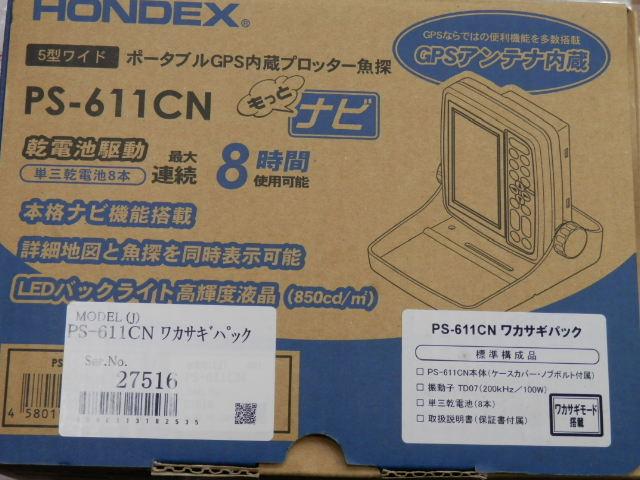 HONDEX®
5型ワイド ポータブルGPS内蔵プロッター魚探
PS-611CN もっと ナビ
GPSならではの便利機能を多数搭載
GPSアンテナ内蔵
乾電池駆動
単三乾電池8本
最大
連続 8時間
使用可能
本格ナビ機能搭載
詳細地図と魚探を同時表示可能
LEDバックライト高輝度液晶(850cd/㎡)
MODEL(J)
PS-611CN ワカサギパック
Ser.No.
27516
PS
4 5801
PS-611CN ワカサギパック
標準構成品
□PS-611CN本体(ケースカバー・ノブボルト付属)
□振動子 TD07(200kHz/100W)
□単三乾電池(8本)
□取扱説明書(保証書付属)
ワカサギモード
搭載